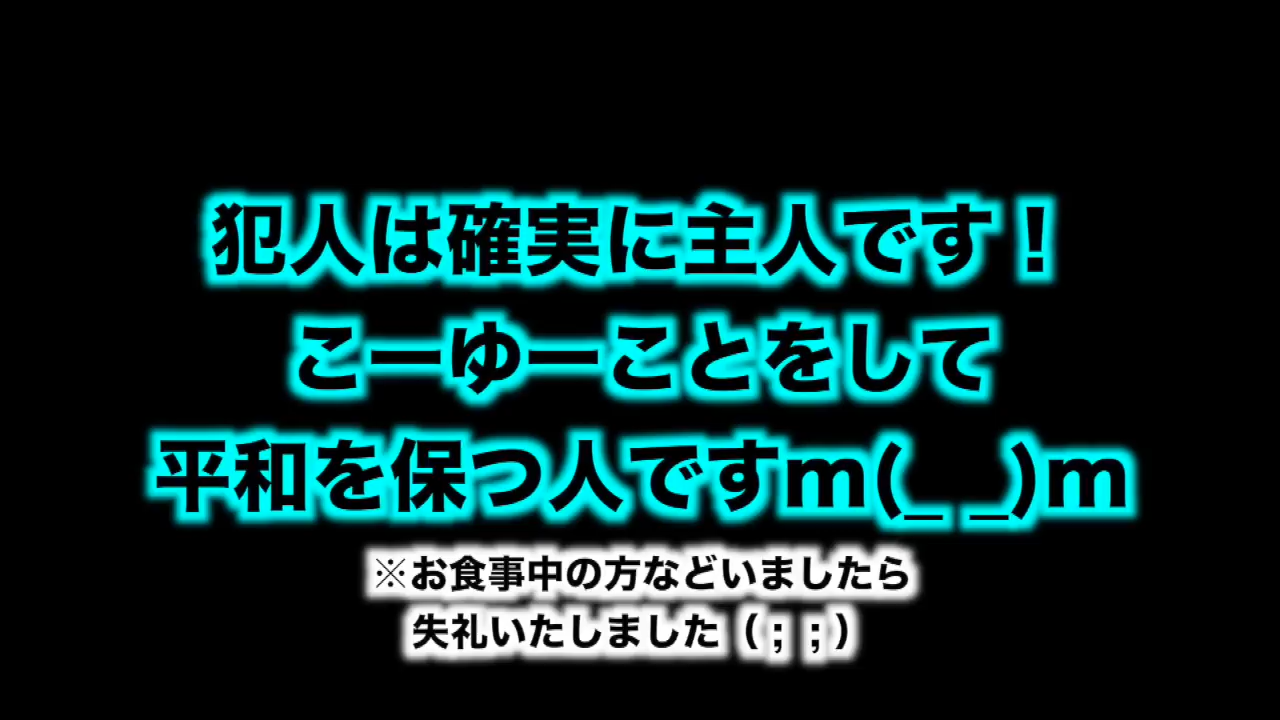 犯人は確実に主人です！
こーゆーことをして
平和を保つ人ですm(_ _)m
※お食事中の方などいましたら
失礼いたしました（；；）